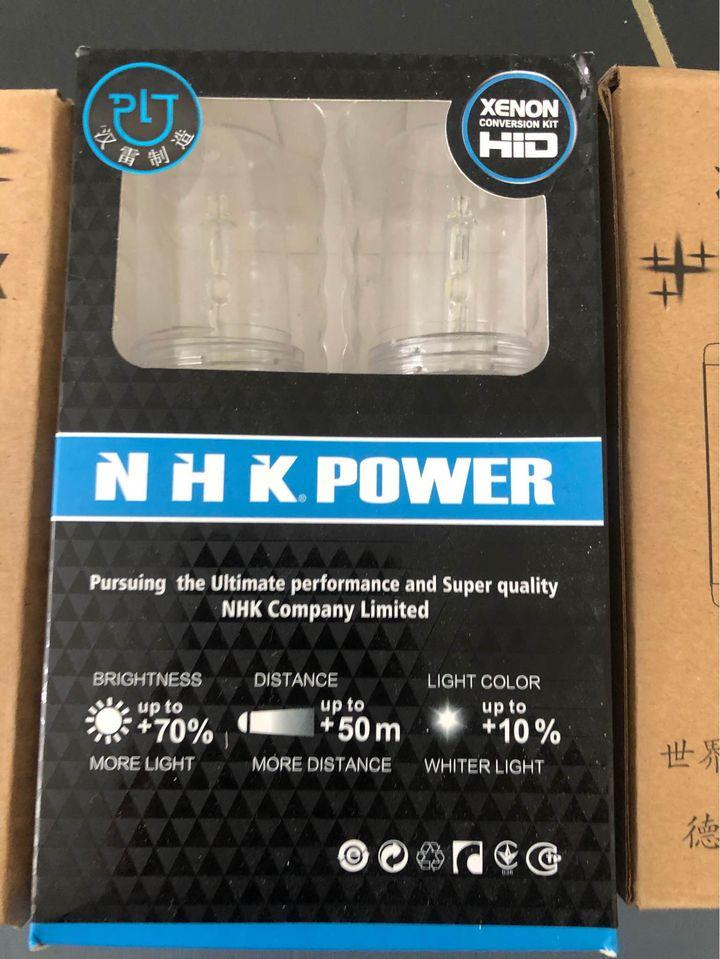 PLT
汉雷制造
XENON
CONVERSION KIT
HID
NHK POWER
Pursuing the Ultimate performance and Super quality
NHK Company Limited
BRIGHTNESS
up to
+70%
MORE LIGHT
DISTANCE
up to
+50m
MORE DISTANCE
LIGHT COLOR
up to
+10%
WHITER LIGHT
世界
德